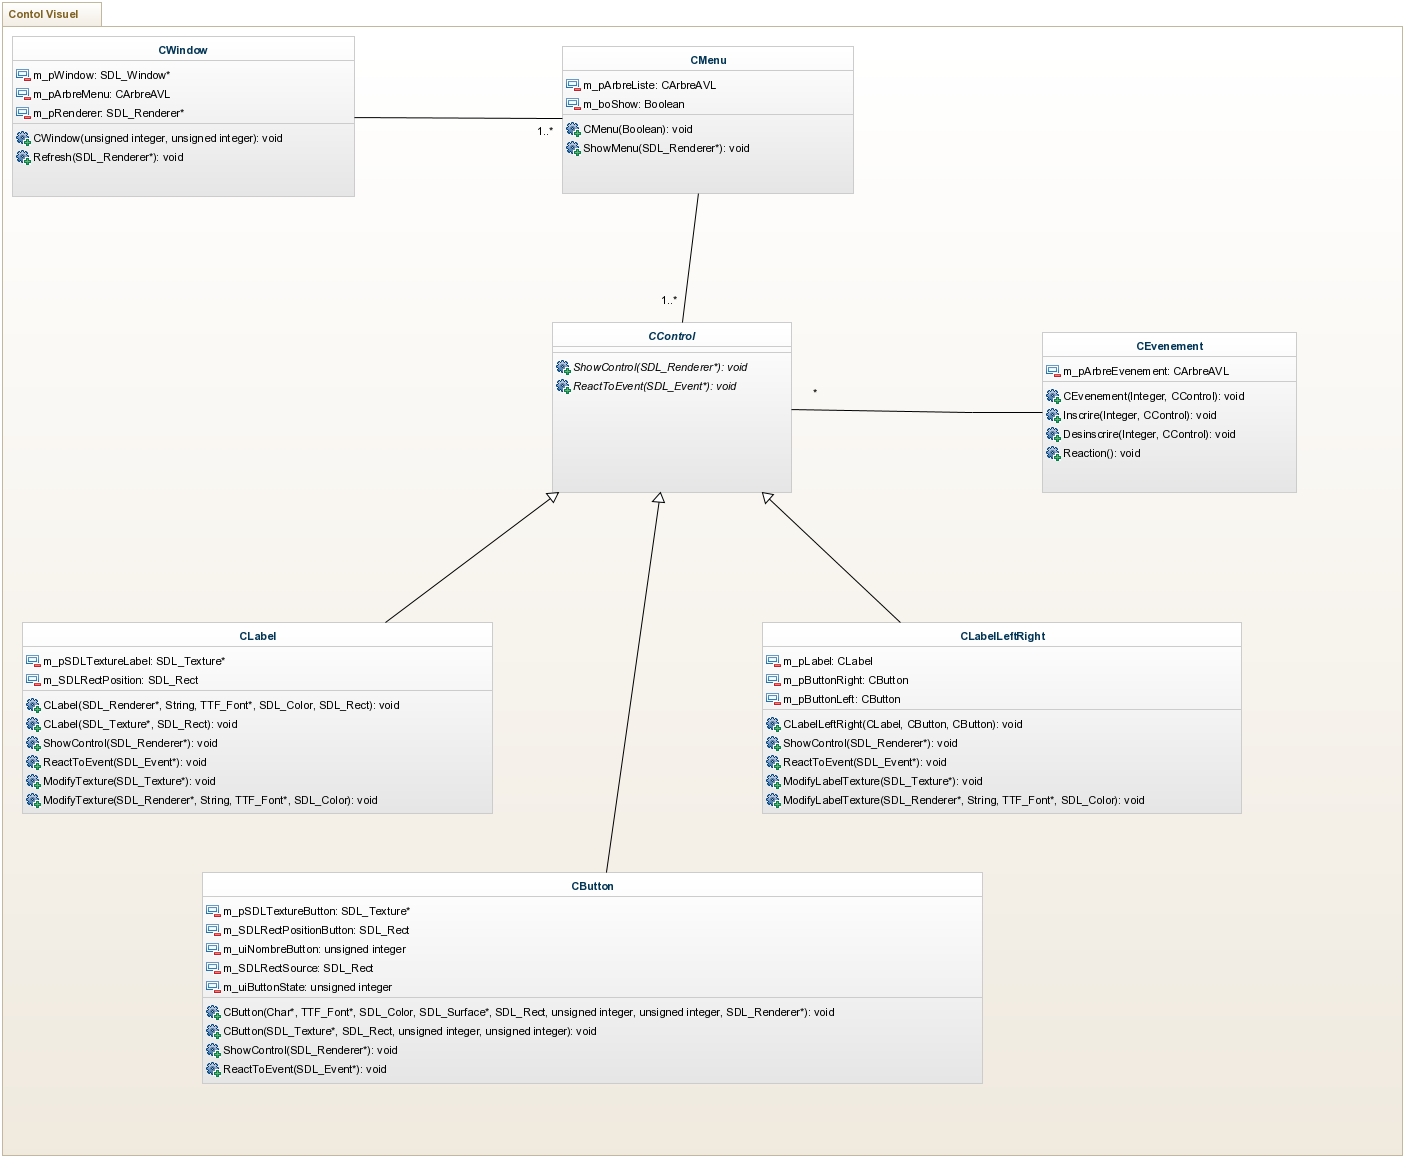 Contol Visuel
CWindow
m_pWindow: SDL_Window*
m_pArbreMenu: CArbreAVL
m_pRenderer: SDL_Renderer*
CWindow(unsigned integer, unsigned integer): void
Refresh(SDL_Renderer*): void
1..*
CMenu
m_pArbreListe: CArbreAVL
m_boShow: Boolean
CMenu(Boolean): void
ShowMenu(SDL_Renderer*): void
1..*
CControl
ShowControl(SDL_Renderer*): void
ReactToEvent(SDL_Event*): void
*
CEvenement
m_pArbreEvenement: CArbreAVL
CEvenement(Integer, CControl): void
Inscrire(Integer, CControl): void
Desinscrire(Integer, CControl): void
Reaction(): void
CLabel
m_pSDLTextureLabel: SDL_Texture*
m_SDLRectPosition: SDL_Rect
CLabel(SDL_Renderer*, String, TTF_Font*, SDL_Color, SDL_Rect): void
CLabel(SDL_Texture*, SDL_Rect): void
ShowControl(SDL_Renderer*): void
ReactToEvent(SDL_Event*): void
ModifyTexture(SDL_Texture*): void
ModifyTexture(SDL_Renderer*, String, TTF_Font*, SDL_Color): void
CLabelLeftRight
m_pLabel: CLabel
m_pButtonRight: CButton
m_pButtonLeft: CButton
CLabelLeftRight(CLabel, CButton, CButton): void
ShowControl(SDL_Renderer*): void
ReactToEvent(SDL_Event*): void
ModifyLabelTexture(SDL_Texture*): void
ModifyLabelTexture(SDL_Renderer*, String, TTF_Font*, SDL_Color): void
CButton
m_pSDLTextureButton: SDL_Texture*
m_SDLRectPositionButton: SDL_Rect
m_uiNombreButton: unsigned integer
m_SDLRectSource: SDL_Rect
m_uiButtonState: unsigned integer
CButton(Char*, TTF_Font*, SDL_Color, SDL_Surface*, SDL_Rect, unsigned integer, unsigned integer, SDL_Renderer*): void
CButton(SDL_Texture*, SDL_Rect, unsigned integer, unsigned integer): void
ShowControl(SDL_Renderer*): void
ReactToEvent(SDL_Event*): void